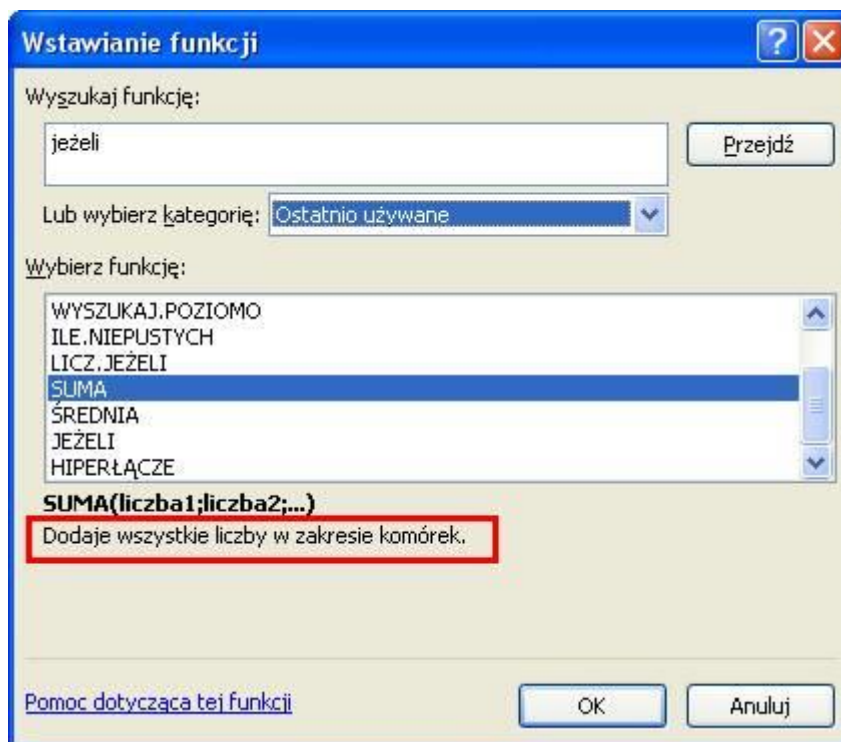 Wstawianie funkcji
Wyszukaj funkcję:
jeżeli
Przejdź
Lub wybierz kategorię: Ostatnio używane
Wybierz funkcję:
WYSZUKAJ.POZIOMO
ILE.NIEPUSTYCH
LICZ.JEŻELI
SUMA
ŚREDNIA
JEŻELI
HIPERŁĄCZE
SUMA(liczba1;liczba2;...)
Dodaje wszystkie liczby w zakresie komórek.
Pomoc dotycząca tej funkcji
OK
Anuluj